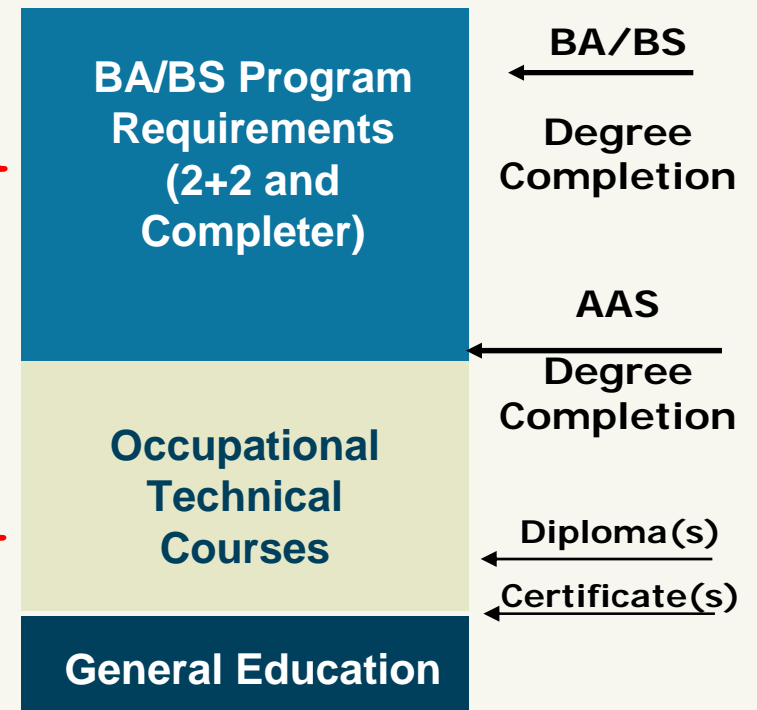 BA/BS Program
Requirements
(2+2 and
Completer)
BA/BS
Degree
Completion
AAS
Degree
Completion
Occupational
Technical
Courses
Diploma(s)
Certificate(s)
General Education